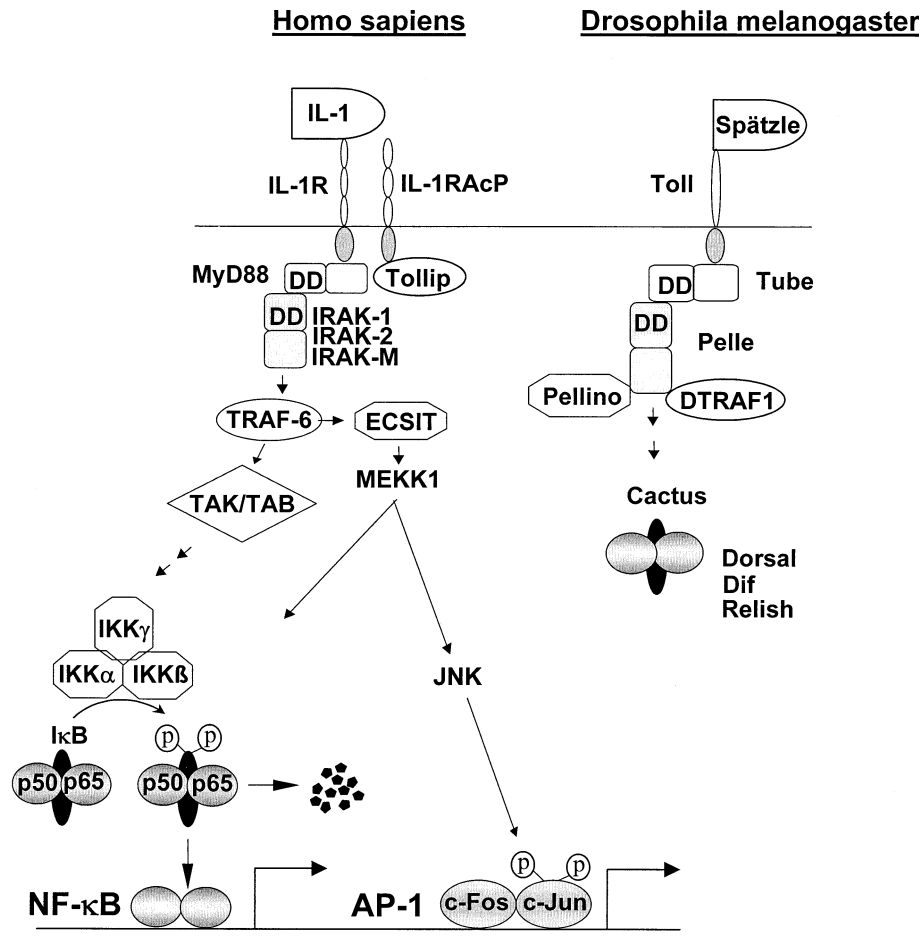 Homo sapiens
Drosophila melanogaster
IL-1
Spätzle
IL-1R
IL-1RAcP
Toll
MyD88
DD
Tollip
DD
Tube
DD
IRAK-1
IRAK-2
IRAK-M
DD
Pelle
Pellino
DTRAF1
TRAF-6
ECSIT
MEKK1
TAK/TAB
Cactus
Dorsal
Dif
Relish
IKKγ
IKKα
IKKß
JNK
IκB
p
p
p50
p65
p50
p65
p
p
NF-κB
AP-1
c-Fos
c-Jun